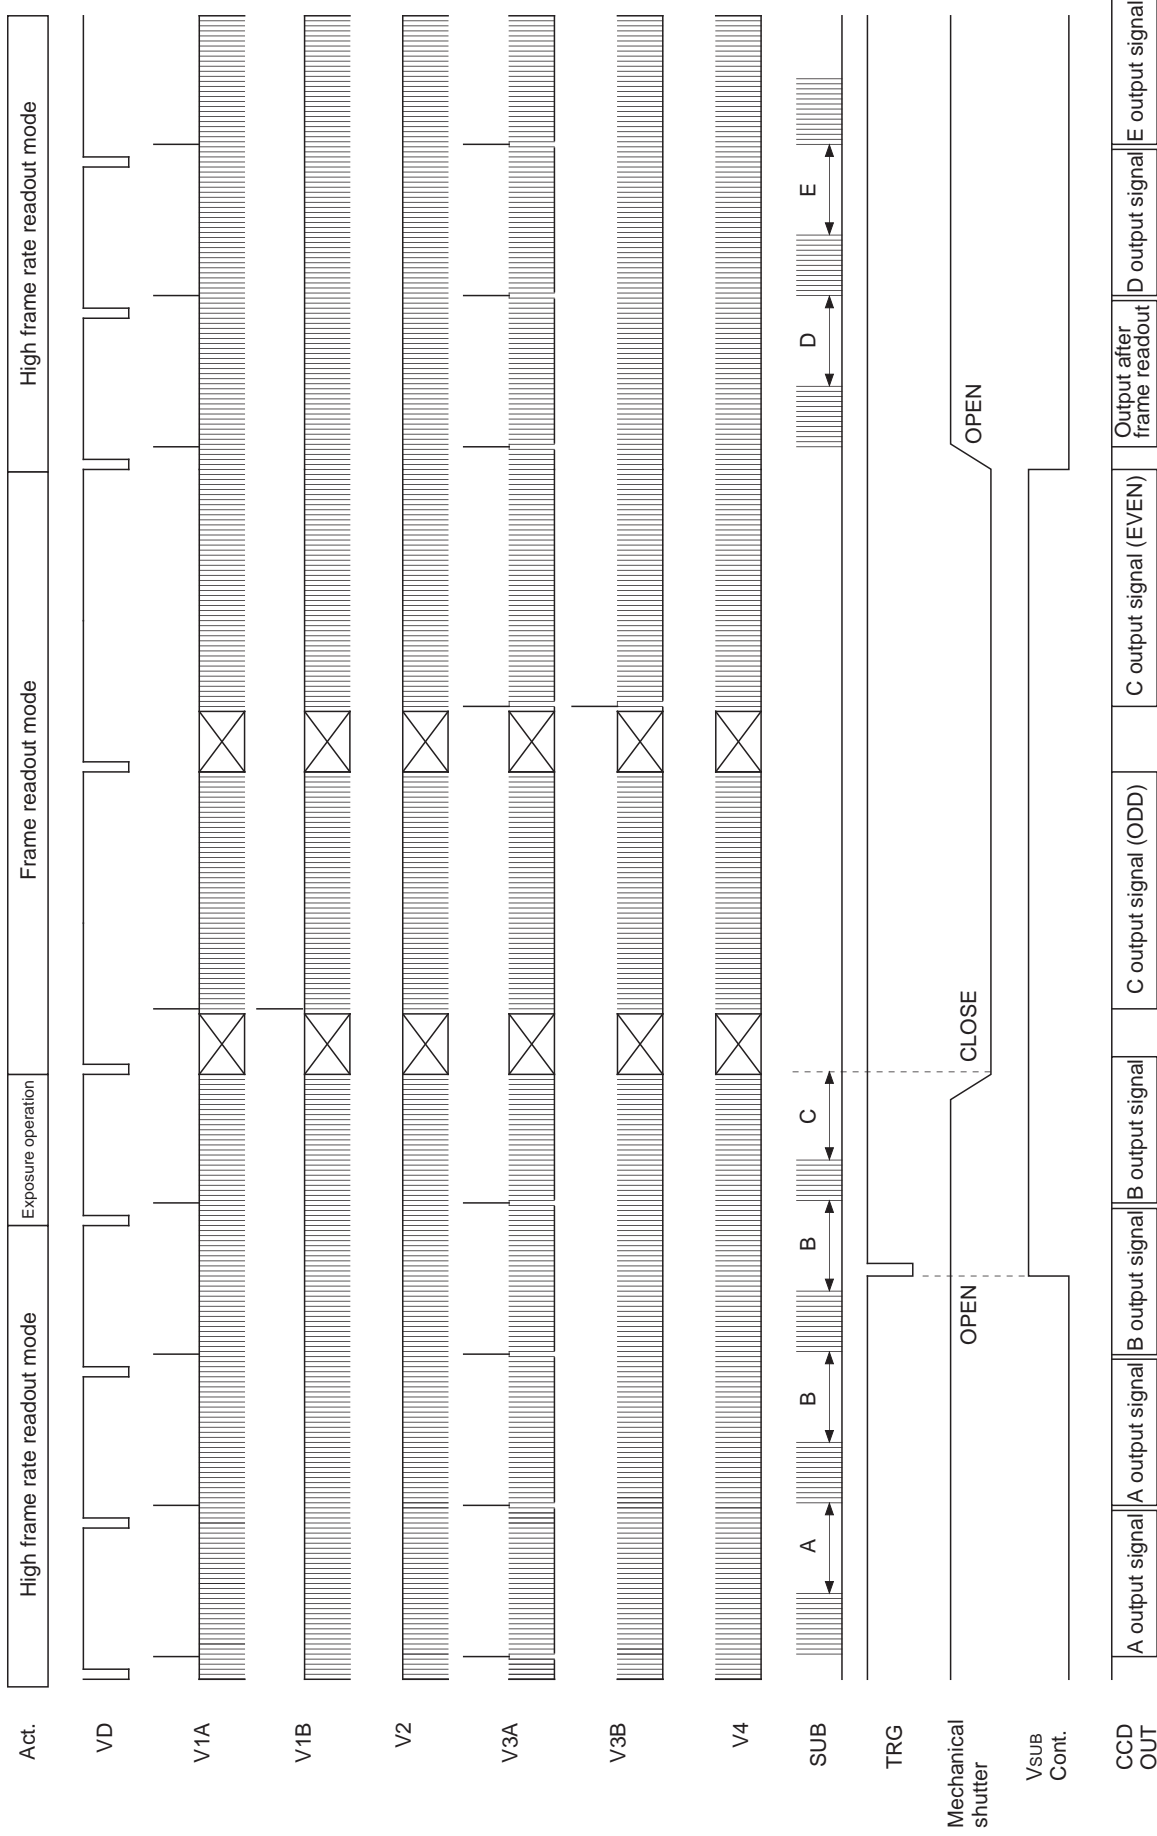 Act.
High frame rate readout mode
Exposure operation
Frame readout mode
High frame rate readout mode
VD
V1A
V1B
V2
V3A
V3B
V4
SUB
A
B
B
C
D
E
TRG
Mechanical
shutter
OPEN
CLOSE
OPEN
VSUB
Cont.
CCD
OUT
A output signal
A output signal
B output signal
B output signal
C output signal (ODD)
C output signal (EVEN)
Output after
frame readout
D output signal
E output signal